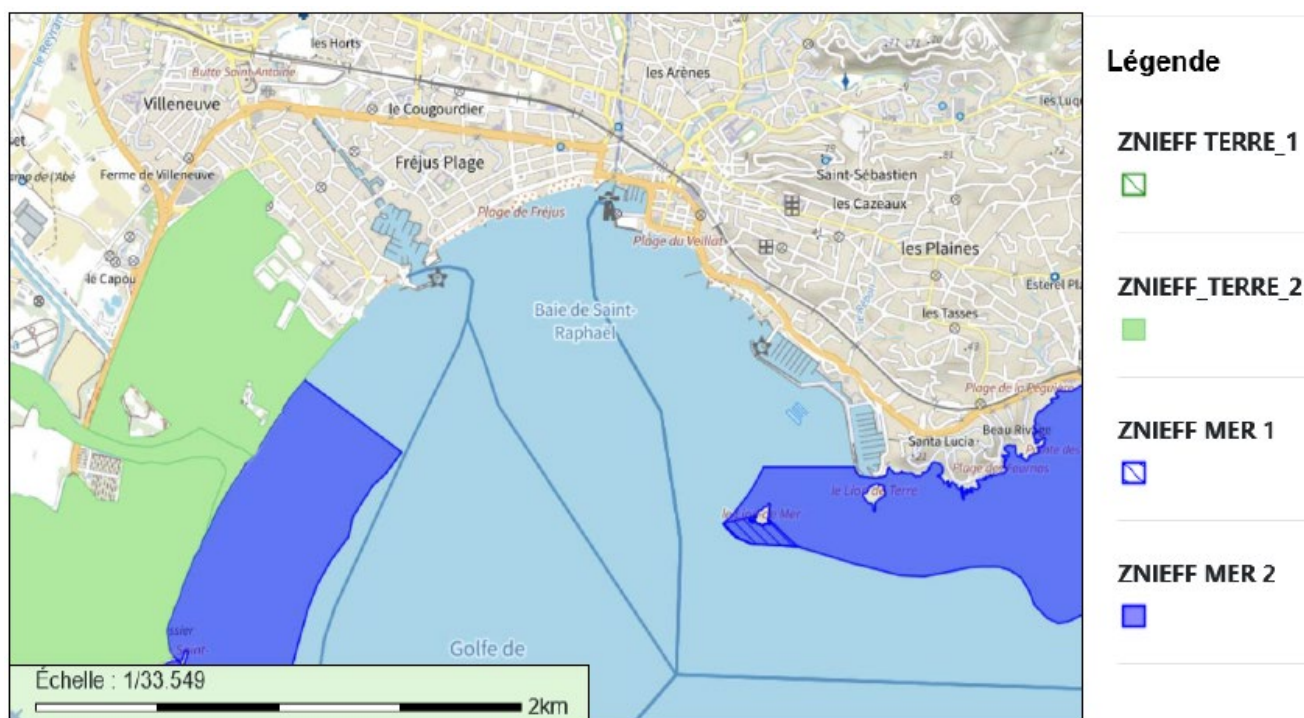 le Reyran
les Horts
Butte Saint-Antoine
les Arènes
Villeneuve
le Cougourdier
Fréjus Plage
Ferme de Villeneuve
Saint-Sébastien
les Cazeaux
Plage de Fréjus
Plage du Veillat
les Plaines
le Capou
Baie de Saint-
Raphaël
les Tasses
Plage de la Péguière
Santa Lucia
Beau Rivage
Plage des Fournas
le Lion de Terre
le Lion de Mer
Golfe de
Échelle : 1/33.549
2km
Légende
ZNIEFF TERRE_1
ZNIEFF_TERRE_2
ZNIEFF MER 1
ZNIEFF MER 2